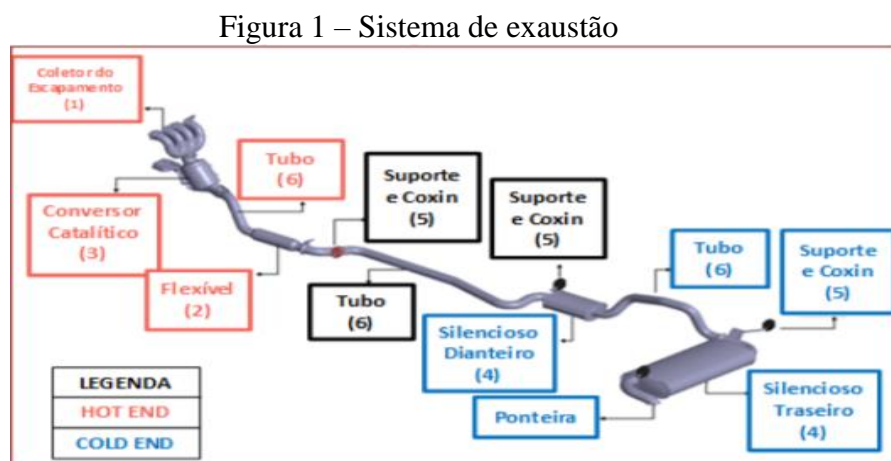 Figura 1 – Sistema de exaustão
Coletor do
Escapamento
(1)
Tubo
(6)
Suporte
e Coxin
(5)
Suporte
e Coxin
(5)
Conversor
Catalítico
(3)
Flexível
(2)
Tubo
(6)
Tubo
(6)
Suporte
e Coxin
(5)
Silencioso
Dianteiro
(4)
Ponteira
Silencioso
Traseiro
(4)
LEGENDA
HOT END
COLD END